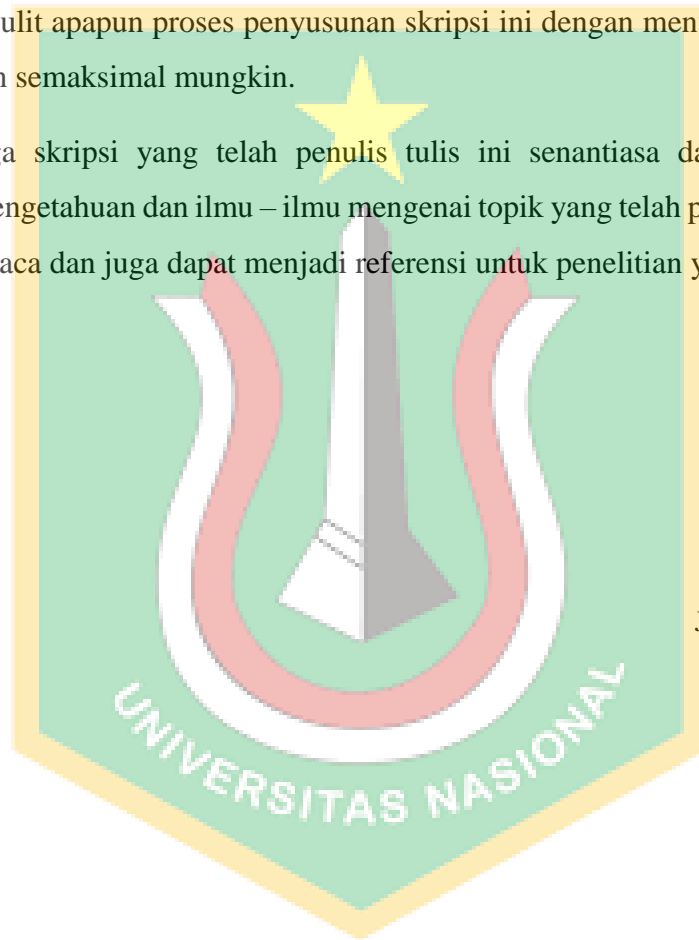 ulit apapun proses penyusunan skripsi ini dengan men
n semaksimal mungkin.
ga skripsi yang telah penulis tulis ini senantiasa da
engetahuan dan ilmu – ilmu mengenai topik yang telah p
aca dan juga dapat menjadi referensi untuk penelitian y
J
UNIVERSITAS NASIONAL